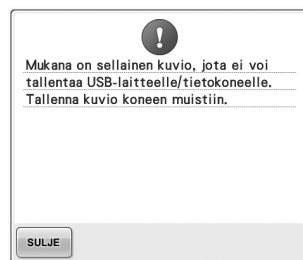 Mukana on sellainen kuvio, jota ei voi
tallentaa USB-laitteelle/tietokoneelle.
Tallenna kuvio koneen muistiin.
SULJE